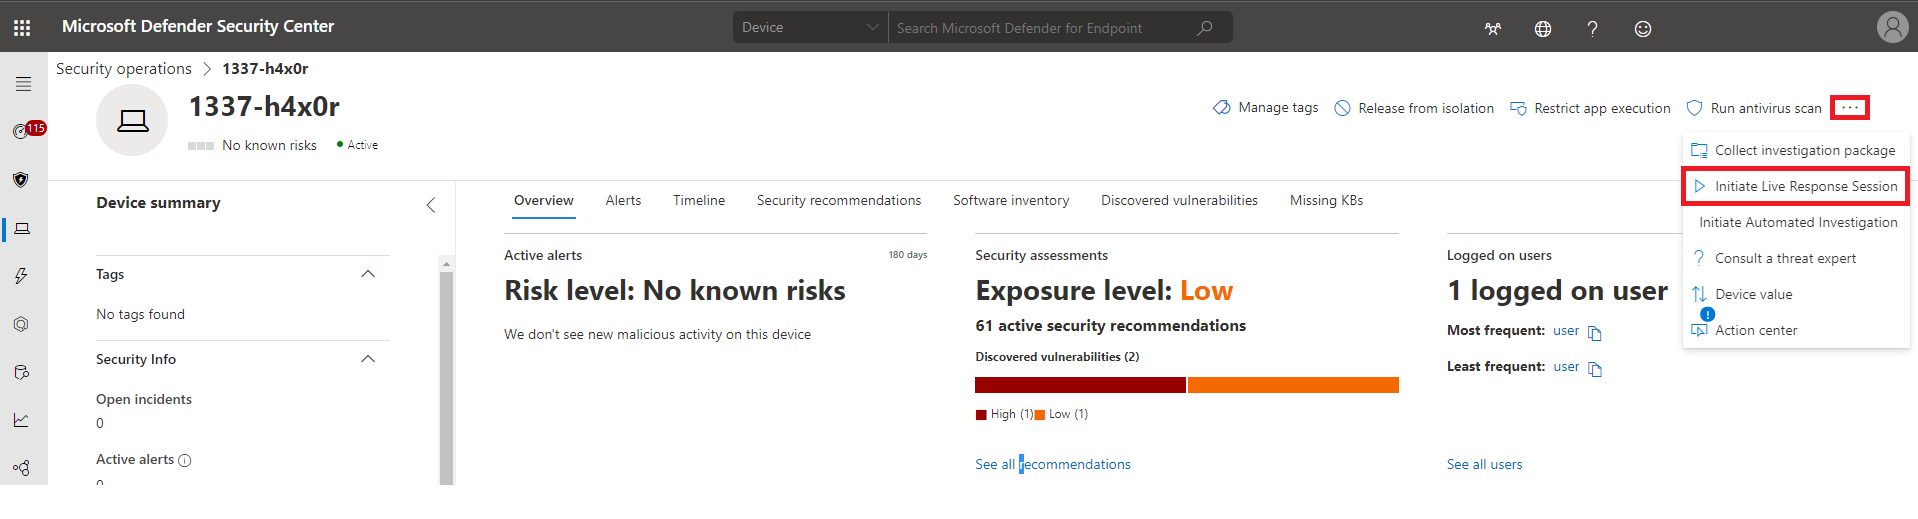 Microsoft Defender Security Center
Device
Search Microsoft Defender for Endpoint
Security operations > 1337-h4x0r
1337-h4x0r
No known risks
Active
Manage tags
Release from isolation
Restrict app execution
Run antivirus scan
...
115
Collect investigation package
Initiate Live Response Session
Initiate Automated Investigation
Consult a threat expert
Device value
Action center
Device summary
Tags
No tags found
Security Info
Open incidents
0
Active alerts
0
Overview
Alerts
Timeline
Security recommendations
Software inventory
Discovered vulnerabilities
Missing KBs
Active alerts
180 days
Risk level: No known risks
We don't see new malicious activity on this device
Security assessments
Exposure level: Low
61 active security recommendations
Discovered vulnerabilities (2)
High (1) Low (1)
See all recommendations
Logged on users
1 logged on user
Most frequent: user
Least frequent: user
See all users